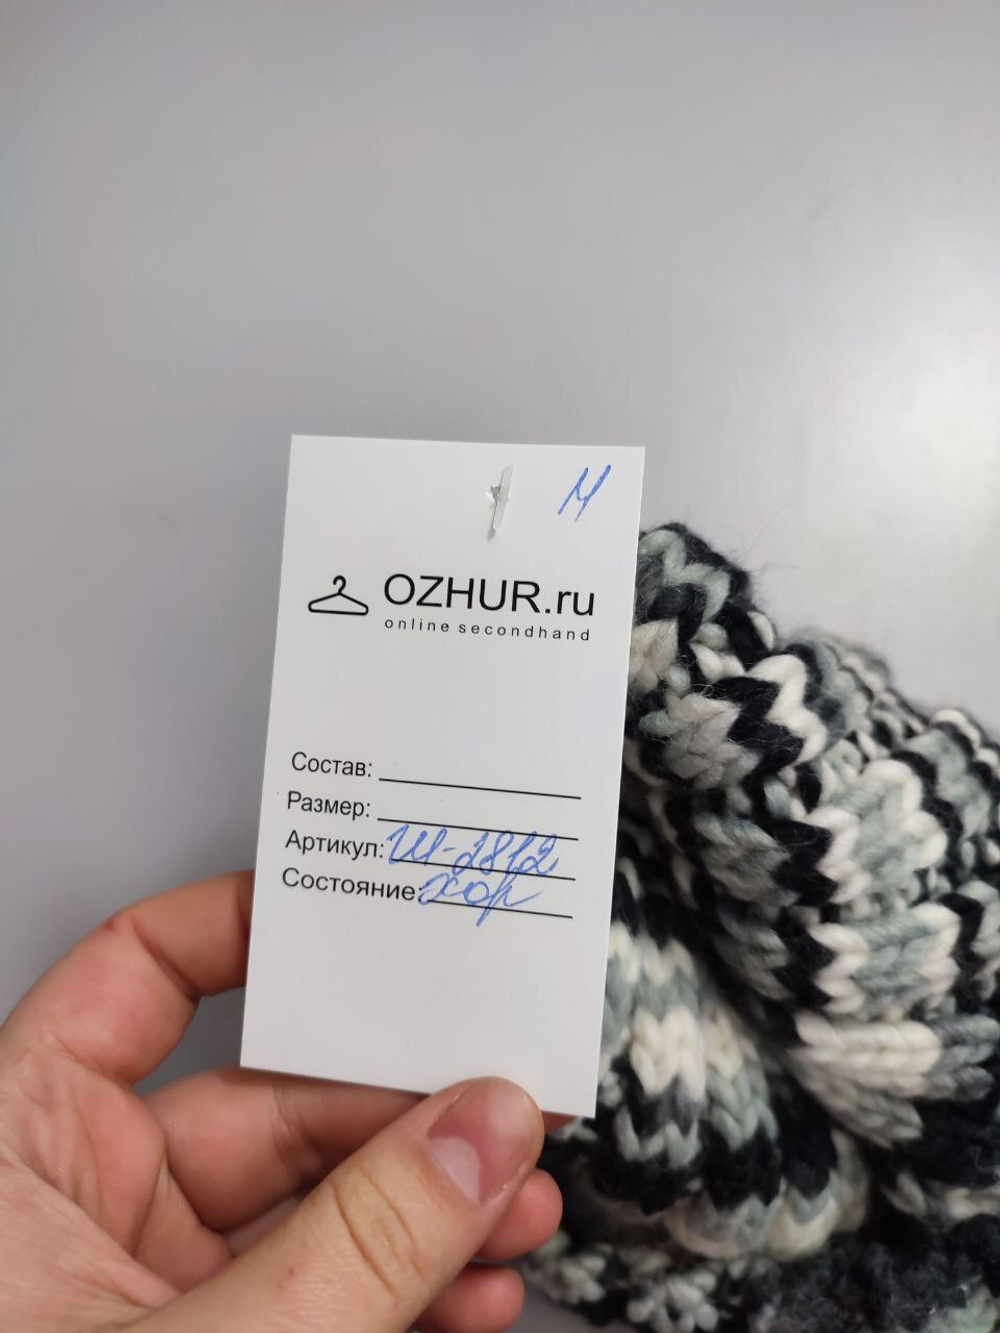 М
OZHUR.ru
online secondhand
Состав:
Размер:
Артикул: Ш-2812
Состояние: хор